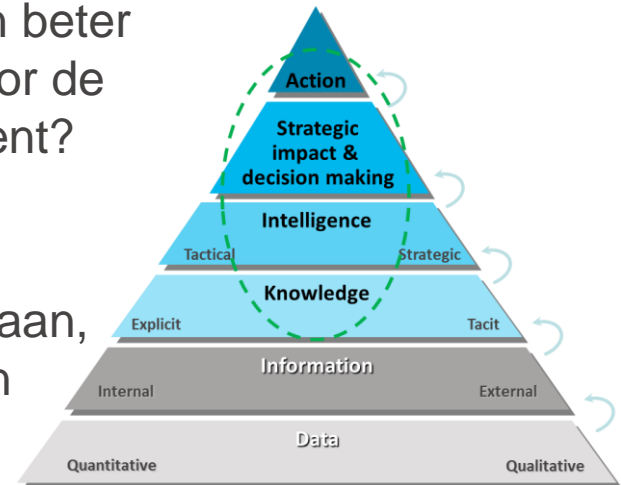 n beter
or de
ent?
aan,
n
Action
Strategic
impact &
decision making
Intelligence
Tactical Strategic
Knowledge
Explicit Tacit
Information
Internal External
Data
Quantitative Qualitative